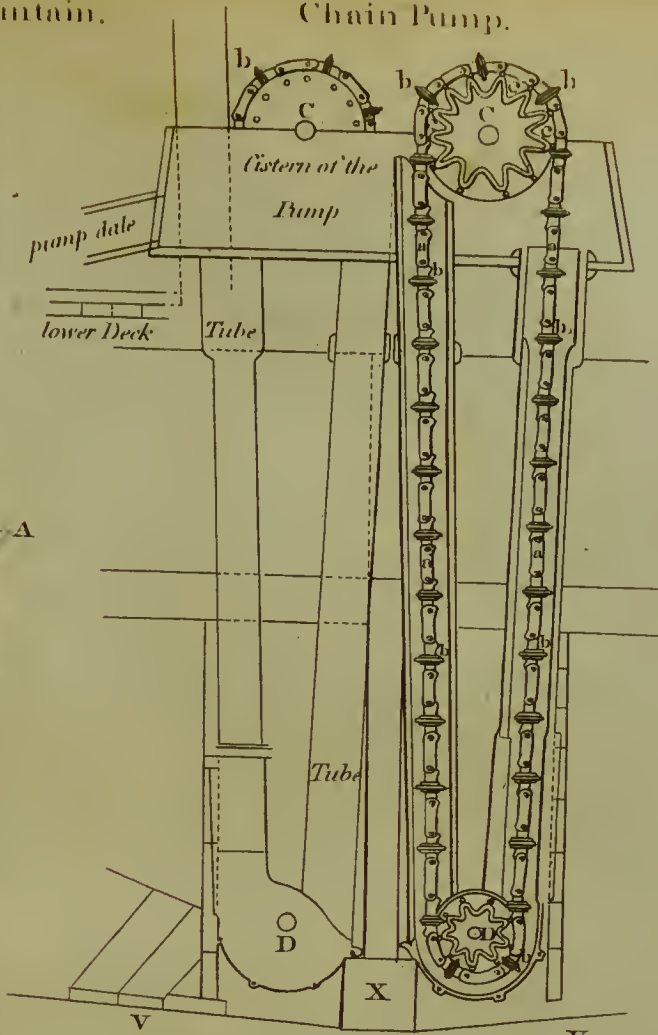 Chain Pump.
b
b
b
C
C
Cistern of the
Pump
pump dale
b
lower Deck
Tube
b
A
b
b
Tube
D
D
b
X
V